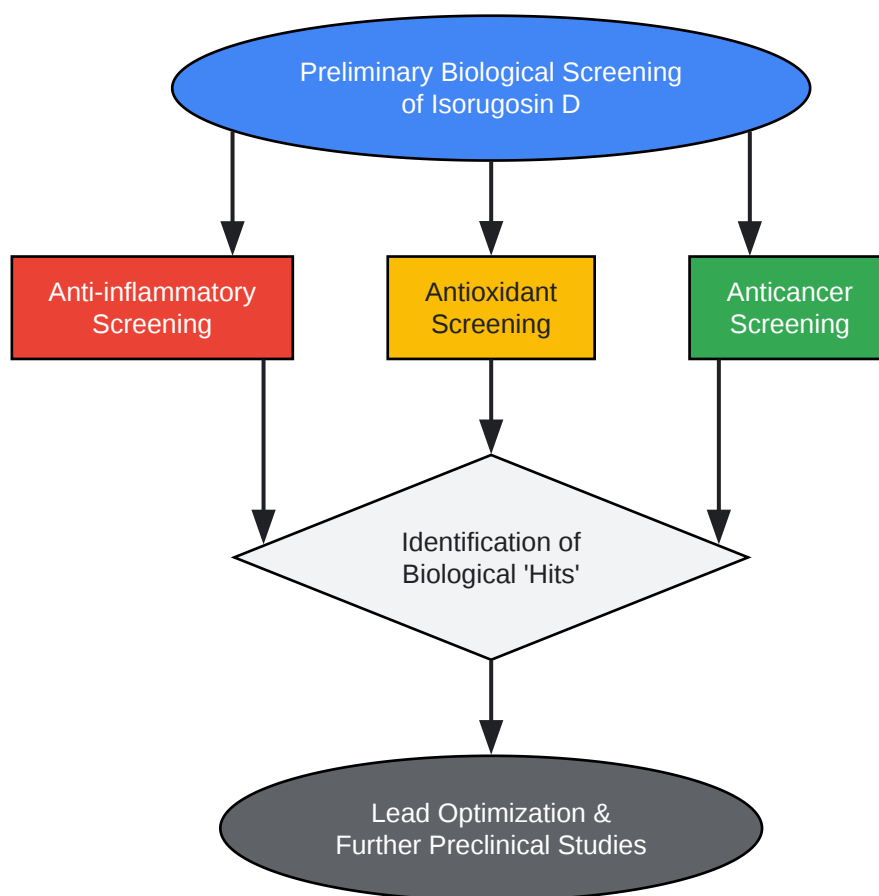 Preliminary Biological Screening
of Isorugosin D
Anti-inflammatory
Screening
Antioxidant
Screening
Anticancer
Screening
Identification of
Biological 'Hits'
Lead Optimization &
Further Preclinical Studies